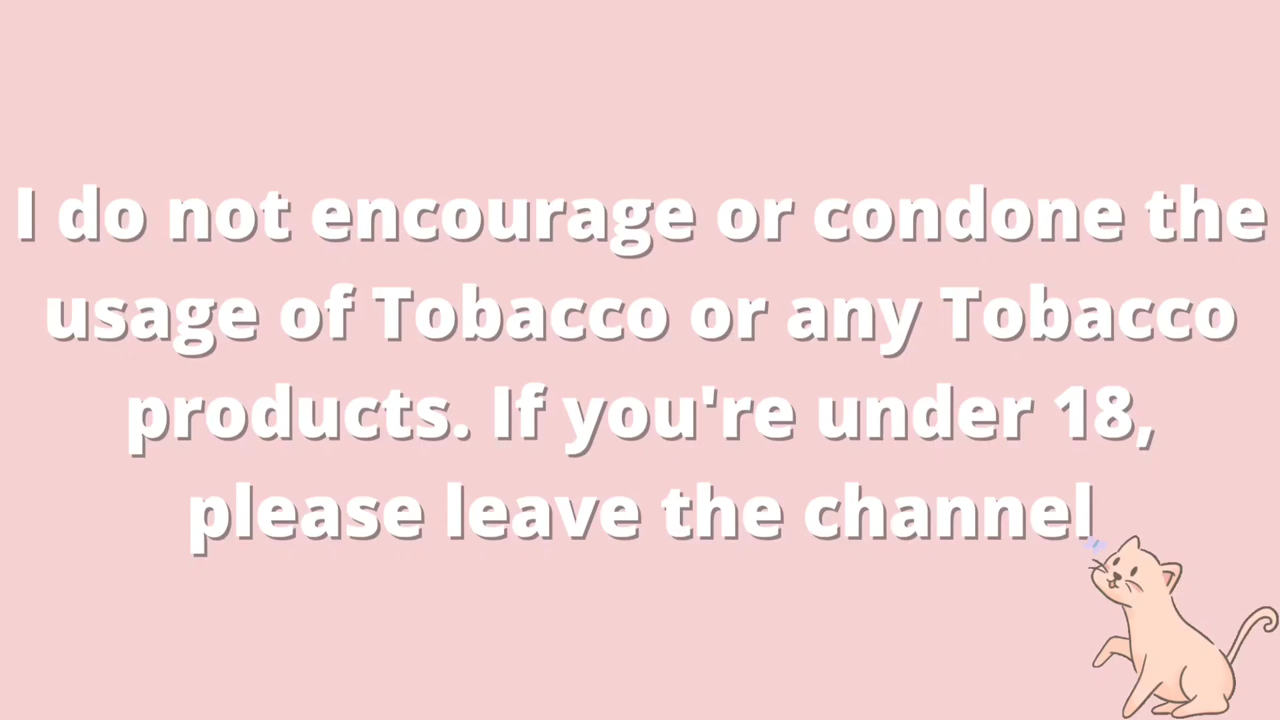 I do not encourage or condone the
usage of Tobacco or any Tobacco
products. If you're under 18,
please leave the channel